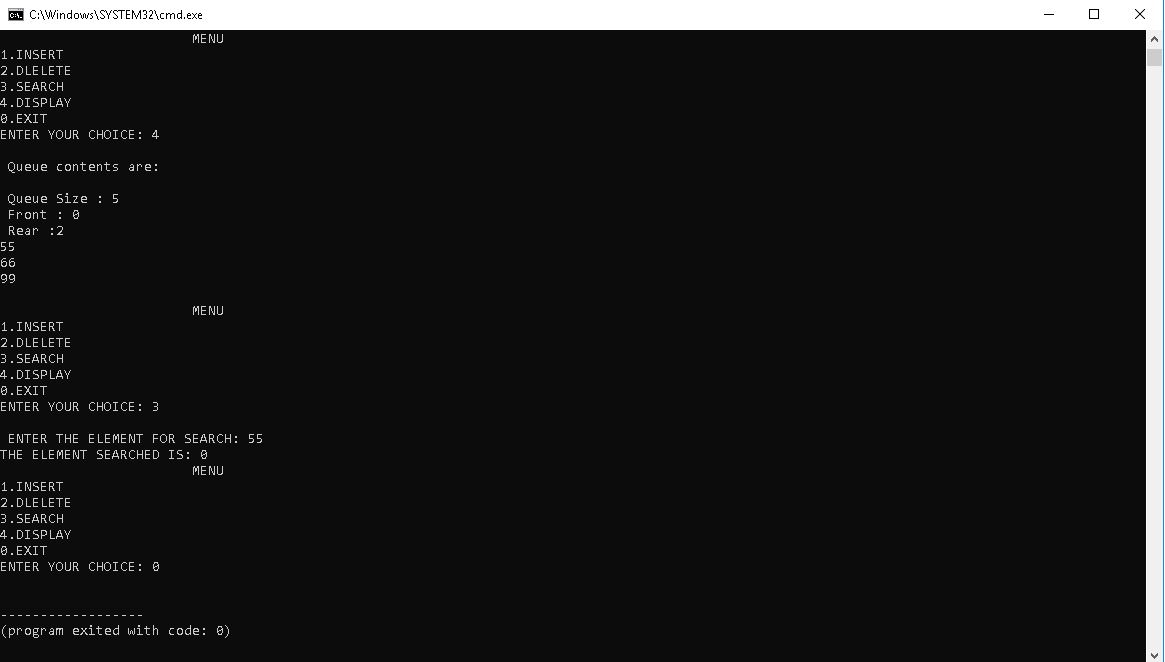 C:\Windows\SYSTEM32\cmd.exe
MENU
1.INSERT
2.DLELETE
3.SEARCH
4.DISPLAY
0.EXIT
ENTER YOUR CHOICE: 4
Queue contents are:
Queue Size : 5
Front : 0
Rear :2
55
66
99
MENU
1.INSERT
2.DLELETE
3.SEARCH
4.DISPLAY
0.EXIT
ENTER YOUR CHOICE: 3
ENTER THE ELEMENT FOR SEARCH: 55
THE ELEMENT SEARCHED IS: 0
MENU
1.INSERT
2.DLELETE
3.SEARCH
4.DISPLAY
0.EXIT
ENTER YOUR CHOICE: 0
------------------
(program exited with code: 0)